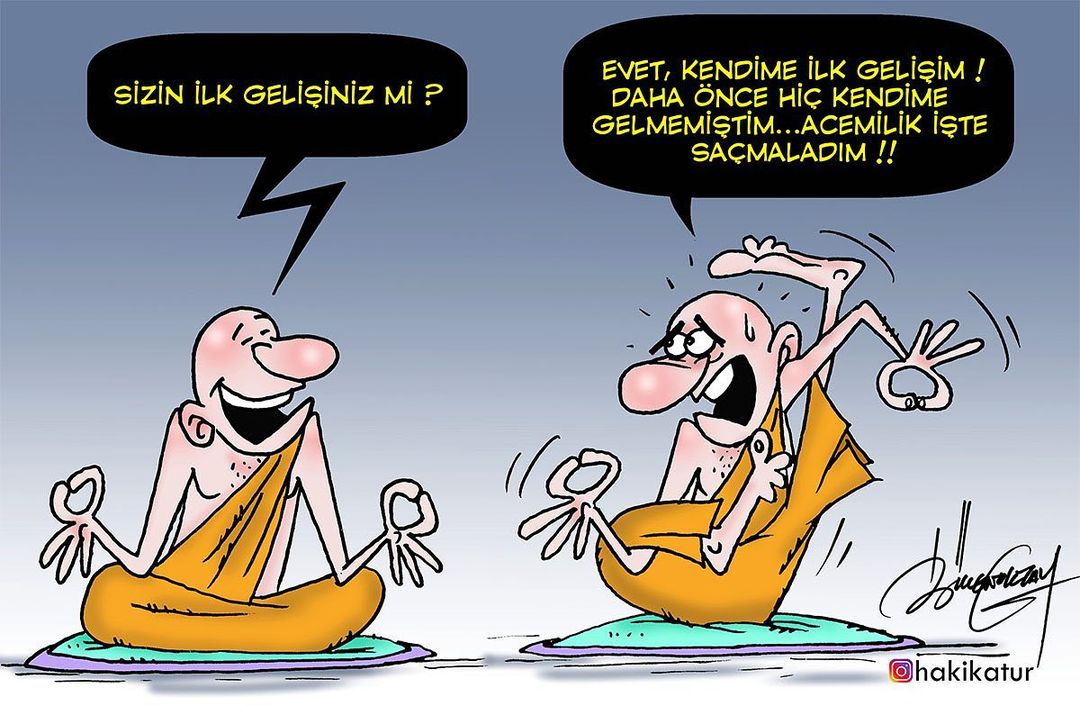 SİZİN İLK GELİŞİNİZ Mİ ?
EVET, KENDİME İLK GELİŞİM !
DAHA ÖNCE HİÇ KENDİME
GELMEMİŞTİM...ACEMİLİK İŞTE
SAÇMALADIM !!
@hakikatur